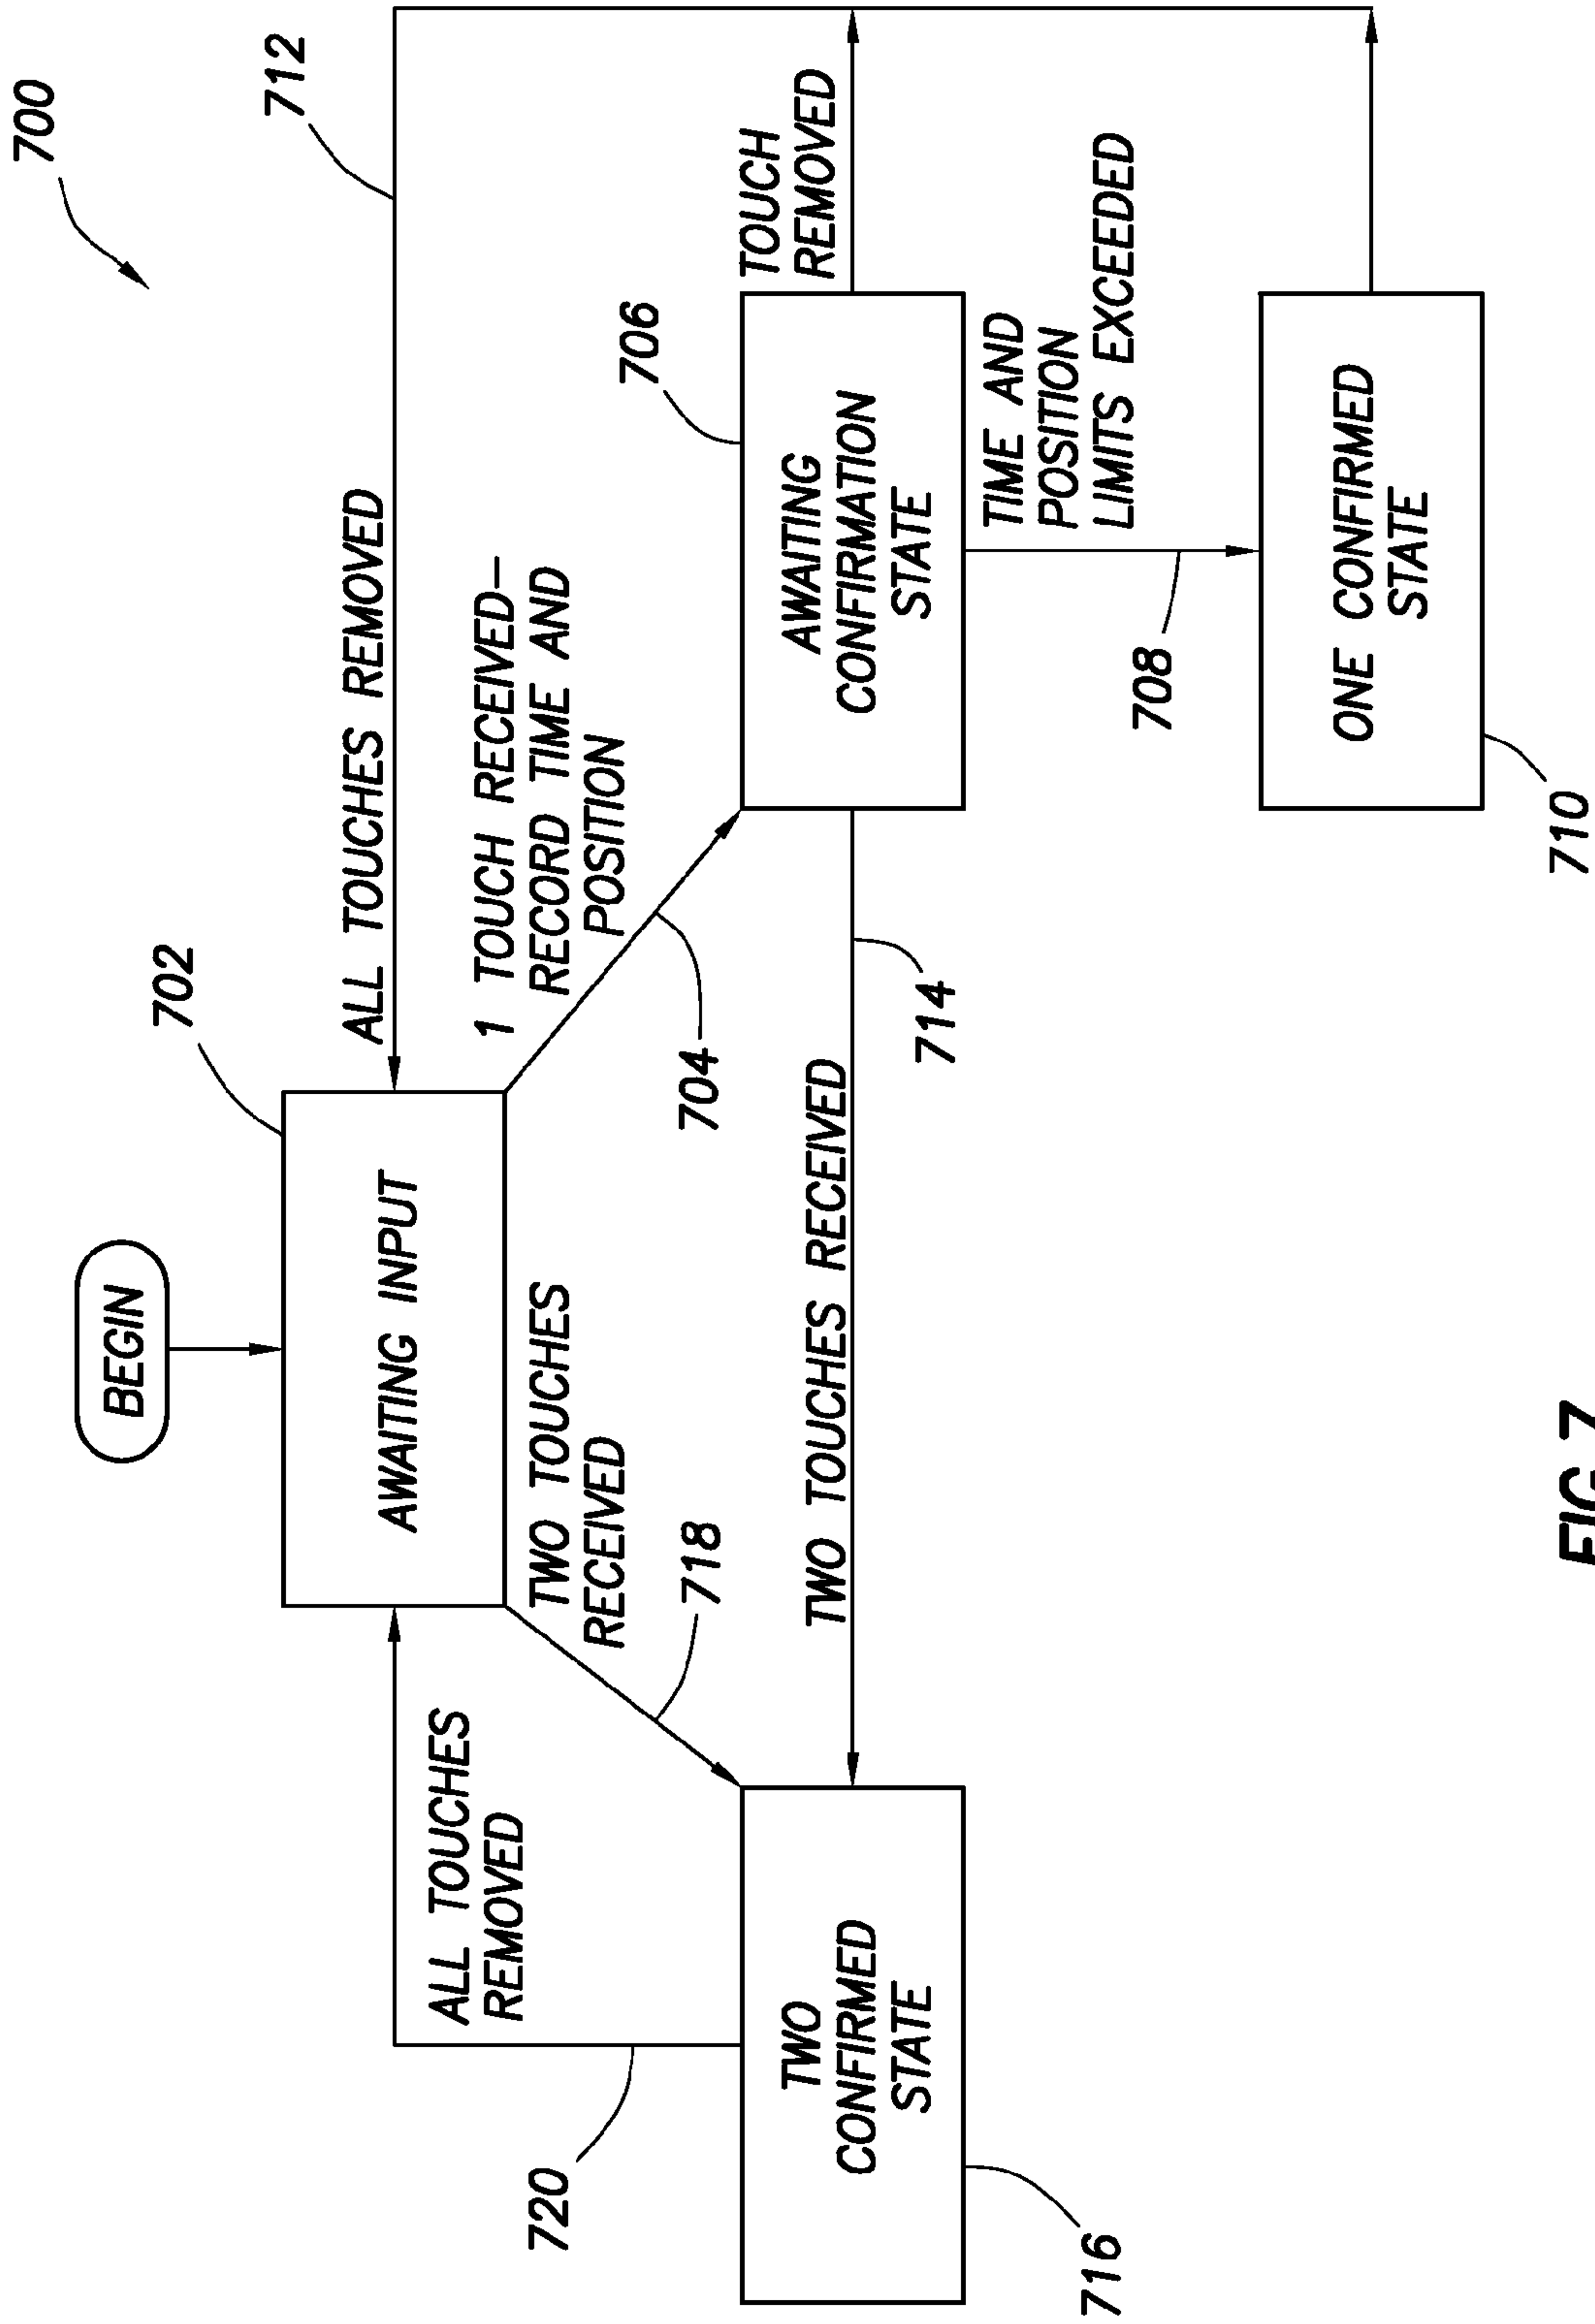 700
BEGIN
702
712
AWAITING INPUT
ALL TOUCHES REMOVED
ALL TOUCHES
REMOVED
720
TWO TOUCHES
RECEIVED
718
1 TOUCH RECEIVED–
RECORD TIME AND
POSITION
704
706
TOUCH
REMOVED
TWO
CONFIRMED
STATE
716
TWO TOUCHES RECEIVED
714
AWAITING
CONFIRMATION
STATE
TIME AND
POSITION
LIMITS EXCEEDED
708
ONE CONFIRMED
STATE
710
FIG.7